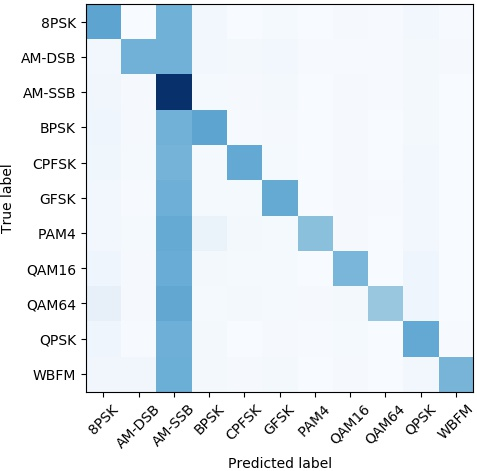 8PSK
AM-DSB
AM-SSB
BPSK
CPFSK
GFSK
PAM4
QAM16
QAM64
QPSK
WBFM
True label
8PSK AM-DSB AM-SSB BPSK CPFSK GFSK PAM4 QAM16 QAM64 QPSK WBFM
Predicted label